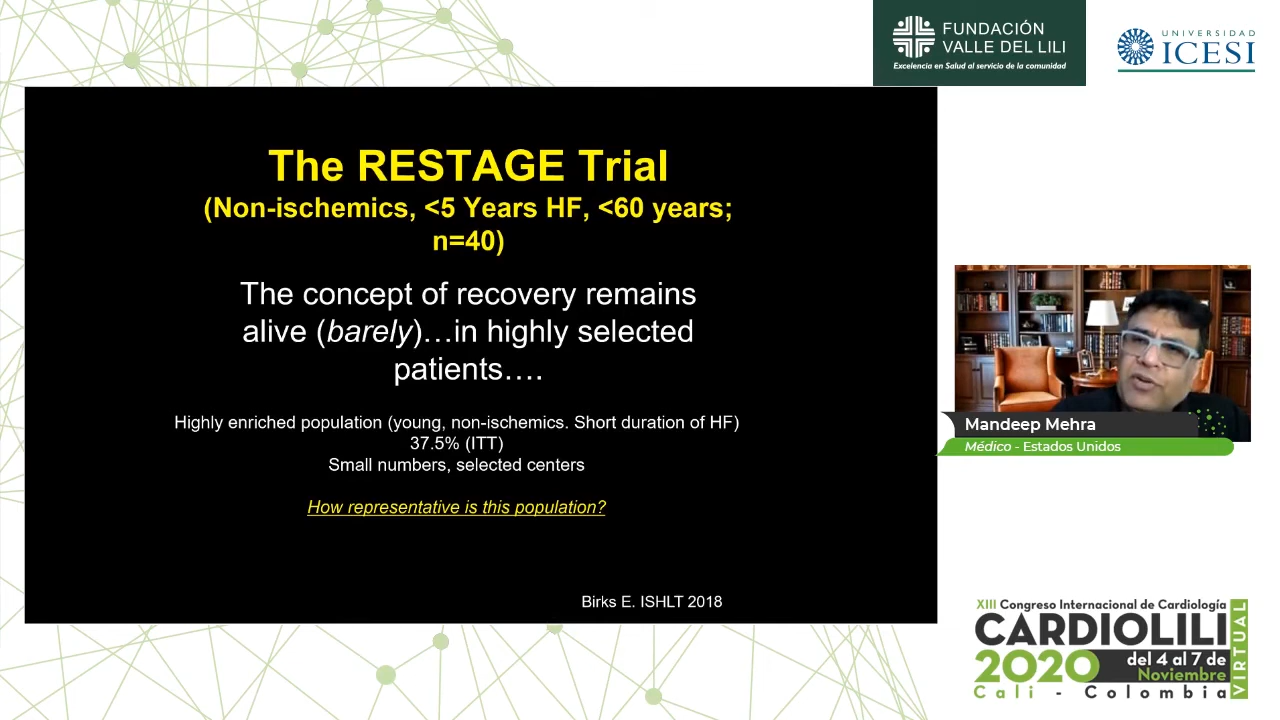 FUNDACIÓN
VALLE DEL LILI
Excelencia en Salud al servicio de la comunidad
UNIVERSIDAD
ICESI
The RESTAGE Trial
(Non-ischemics, <5 Years HF, <60 years;
n=40)
The concept of recovery remains
alive (barely)…in highly selected
patients….
Highly enriched population (young, non-ischemics. Short duration of HF)
37.5% (ITT)
Small numbers, selected centers
How representative is this population?
Birks E. ISHLT 2018
Mandeep Mehra
Médico - Estados Unidos
XIII Congreso Internacional de Cardiología
CARDIOLILI
2020
del 4 al 7 de
Noviembre
Cali - Colombia
VIRTUAL